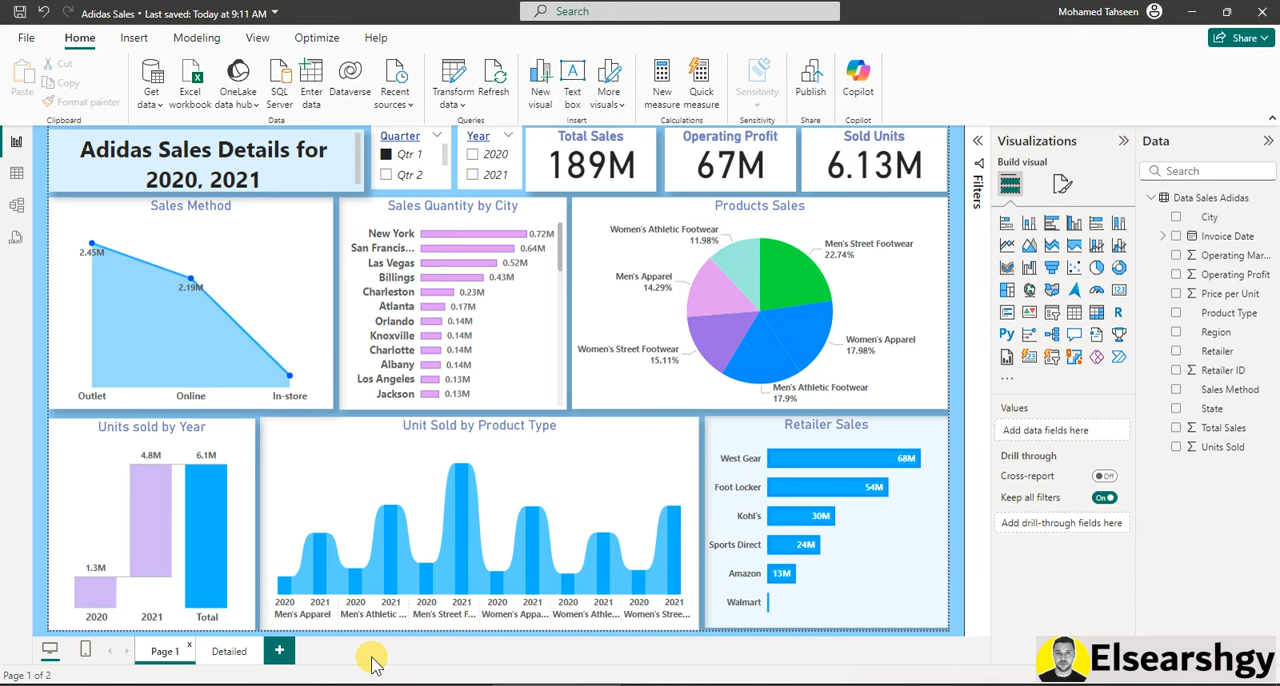 Adidas Sales • Last saved: Today at 9:11 AM
Search
Mohamed Tahseen
File
Home
Insert
Modeling
View
Optimize
Help
Share
Paste
Cut
Copy
Format painter
Get data
Excel workbook
OneLake data hub
SQL Server
Enter data
Dataverse
Recent sources
Transform data
Refresh
New visual
Text box
More visuals
New measure
Quick measure
Sensitivity
Publish
Copilot
Clipboard
Data
Queries
Insert
Calculations
Sensitivity
Share
Copilot
Adidas Sales Details for
2020, 2021
Quarter
Qtr 1
Qtr 2
Year
2020
2021
Total Sales
189M
Operating Profit
67M
Sold Units
6.13M
Sales Method
2.45M
2.19M
Outlet
Online
In-store
Sales Quantity by City
New York 0.72M
San Francis... 0.64M
Las Vegas 0.52M
Billings 0.43M
Charleston 0.23M
Atlanta 0.17M
Orlando 0.14M
Knoxville 0.14M
Charlotte 0.14M
Albany 0.14M
Los Angeles 0.13M
Jackson 0.13M
Products Sales
Women's Athletic Footwear
11.98%
Men's Street Footwear
22.74%
Men's Apparel
14.29%
Women's Street Footwear
15.11%
Women's Apparel
17.98%
Men's Athletic Footwear
17.9%
Units sold by Year
1.3M
4.8M
6.1M
2020
2021
Total
Unit Sold by Product Type
2020 2021 2020 2021 2020 2021 2020 2021 2020 2021 2020 2021
Men's Apparel Men's Athletic ... Men's Street F... Women's Appa... Women's Athle... Women's Stree...
Retailer Sales
West Gear 68M
Foot Locker 54M
Kohl's 30M
Sports Direct 24M
Amazon 13M
Walmart
Filters
Visualizations
Build visual
123
R
Py
Values
Add data fields here
Drill through
Cross-report
Off
Keep all filters
On
Add drill-through fields here
Data
Search
Data Sales Adidas
City
Invoice Date
Operating Mar...
Operating Profit
Price per Unit
Product Type
Region
Retailer
Retailer ID
Sales Method
State
Total Sales
Units Sold
Page 1
Detailed
Page 1 of 2
Elsearshgy